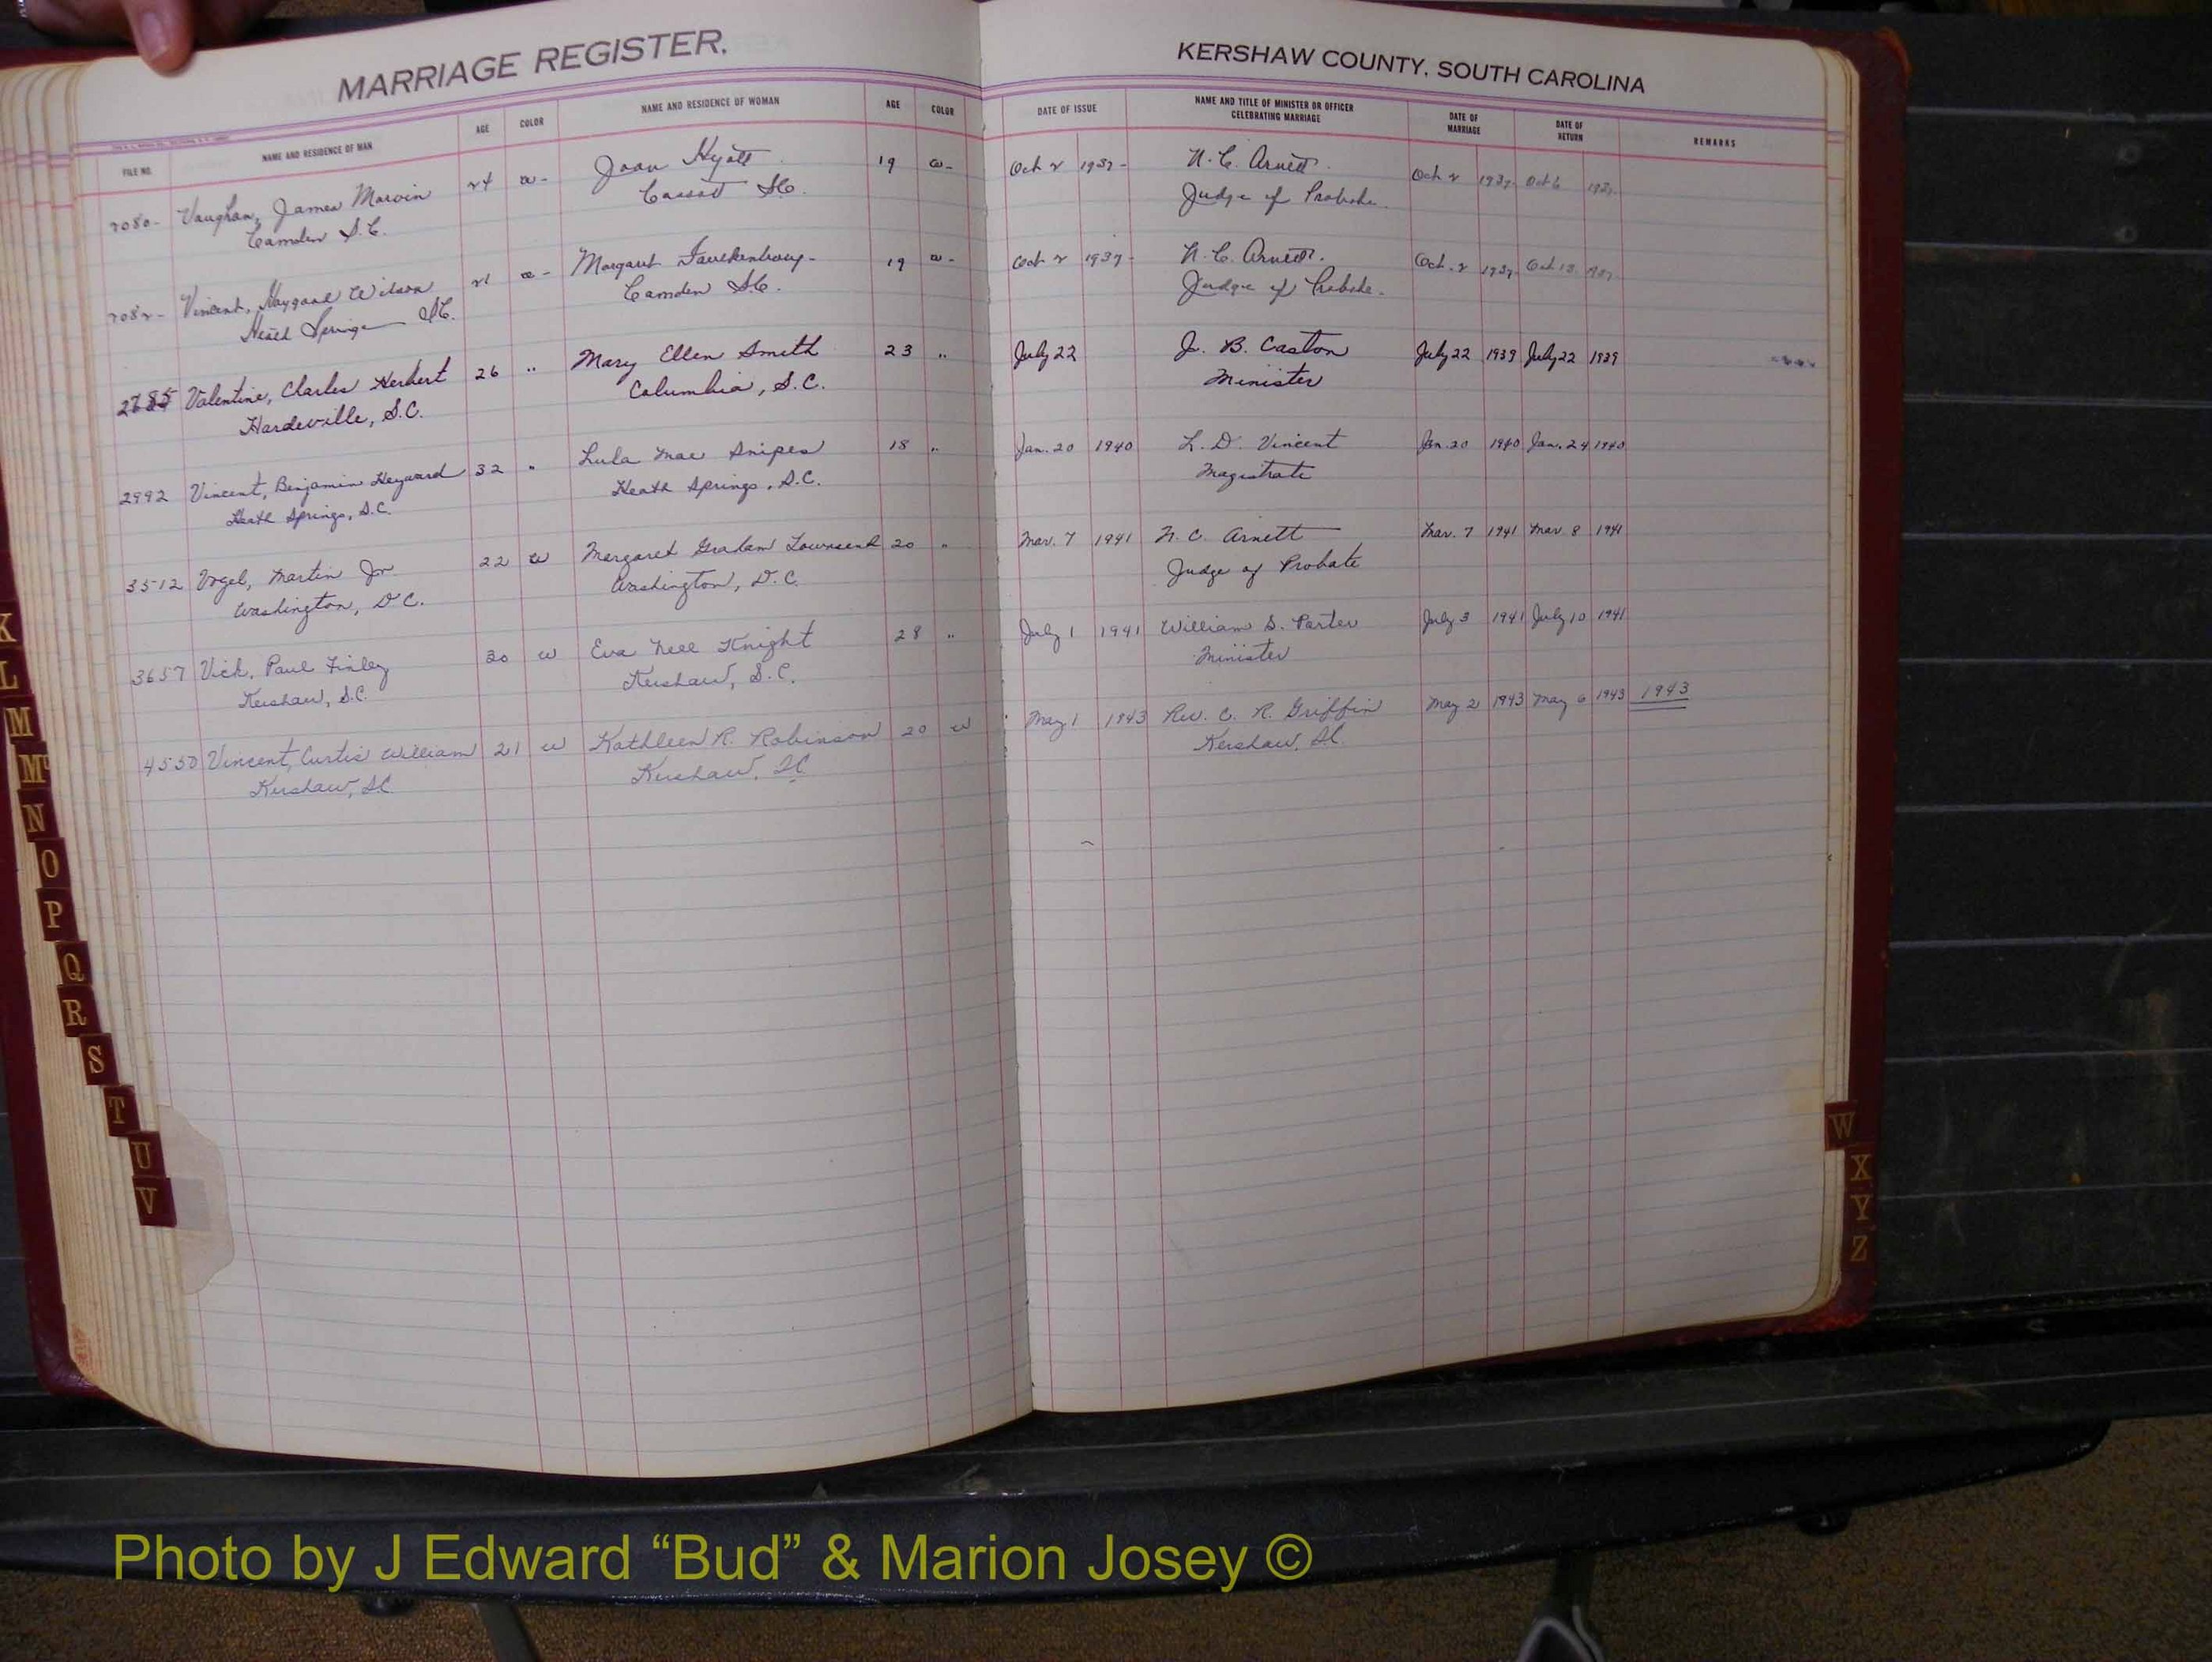 MARRIAGE REGISTER.
KERSHAW COUNTY, SOUTH CAROLINA
FILE NO. NAME AND RESIDENCE OF MAN AGE COLOR NAME AND RESIDENCE OF WOMAN AGE COLOR DATE OF ISSUE NAME AND TITLE OF MINISTER OR OFFICER CELEBRATING MARRIAGE DATE OF MARRIAGE DATE OF RETURN REMARKS
2080- Vaughan, James Marvin 24 w- Joan Hyatt 19 w- Oct 2 1937- N. C. Arnett. Oct 2 1937- Oct 6 1937-
Camden S.C. Cassatt S.C. Judge of Probate.
2082- Vincent, Haygood Wilson 21 w- Margaret Faulkenbury- 19 w- Oct. 2 1937- N. C. Arnett. Oct. 2 1937- Oct. 13 1937
Heath Springs S.C. Camden S.C. Judge of Probate.
2785 Valentine, Charles Herbert 26 " Mary Ellen Smith 23 " July 22 J. B. Caston July 22 1939 July 22 1939
Hardeville, S.C. Columbia, S.C. Minister
2992 Vincent, Benjamin Heyward 32 " Lula Mae Snipes 18 " Jan. 20 1940 L. D. Vincent Jan. 20 1940 Jan. 24 1940
Heath Springs, S.C. Heath Springs, S.C. Magistrate
3512 Vogel, Martin Jr. 22 w Margaret Graham Townsend 20 " Mar. 7 1941 N. C. Arnett Mar. 7 1941 Mar 8 1941
Washington, D.C. Washington, D.C. Judge of Probate
3657 Vick, Paul Finley 30 w Eva Nell Knight 28 " July 1 1941 William S. Porter July 3 1941 July 10 1941
Kershaw, S.C. Kershaw, S.C. Minister
4550 Vincent, Curtis William 21 w Kathleen R. Robinson 20 w May 1 1943 Rev. C. R. Griffin May 2 1943 May 6 1943 1943
Kershaw, SC Kershaw, SC Kershaw, SC.
K
L
M
Mc
N
O
P
Q
R
S
T
U
V
W
X
Y
Z
Photo by J Edward “Bud” & Marion Josey ©